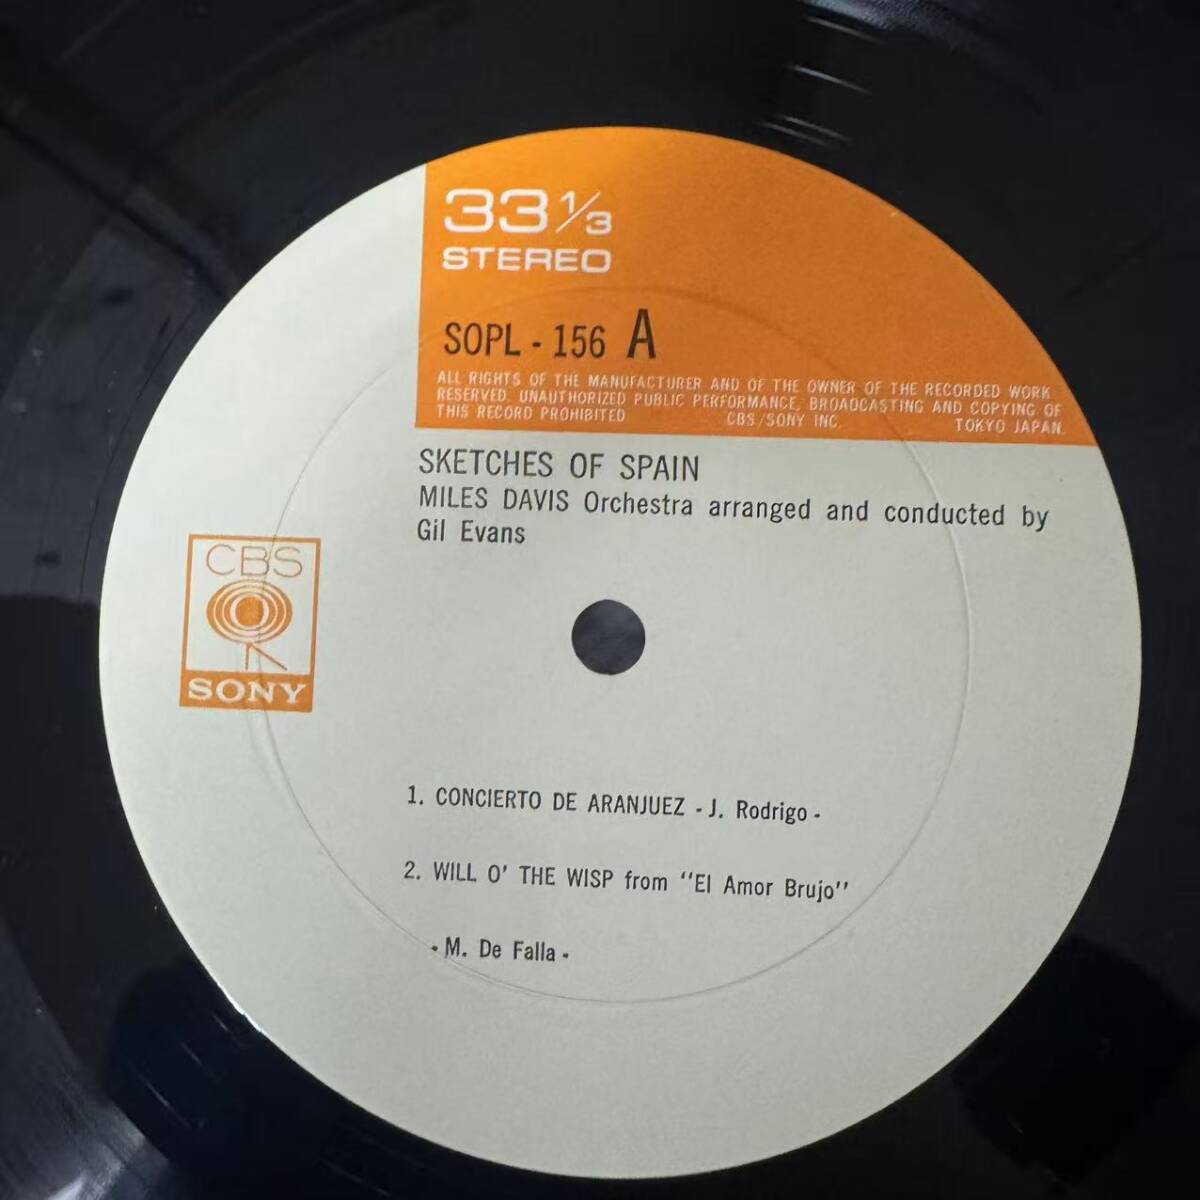 33 1/3
STEREO
SOPL - 156 A
ALL RIGHTS OF THE MANUFACTURER AND OF THE OWNER OF THE RECORDED WORK
RESERVED. UNAUTHORIZED PUBLIC PERFORMANCE, BROADCASTING AND COPYING OF
THIS RECORD PROHIBITED CBS/SONY INC. TOKYO JAPAN.
SKETCHES OF SPAIN
MILES DAVIS Orchestra arranged and conducted by
Gil Evans
CBS
SONY
1. CONCIERTO DE ARANJUEZ - J. Rodrigo -
2. WILL O' THE WISP from "El Amor Brujo"
- M. De Falla -